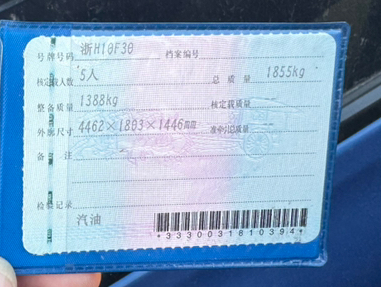 号牌号码 浙H10F30 档案编号
核定载人数 5人 总质量 1855kg
整备质量 1388kg 核定载质量
外廓尺寸 4462×1803×1446mm 准牵引总质量
备注
检验记录
汽油
*3330031810394*